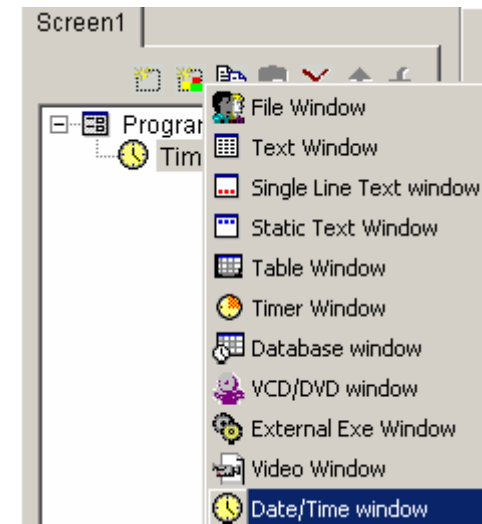 Screen1
Program
Tim
File Window
Text Window
Single Line Text window
Static Text Window
Table Window
Timer Window
Database window
VCD/DVD window
External Exe Window
Video Window
Date/Time window